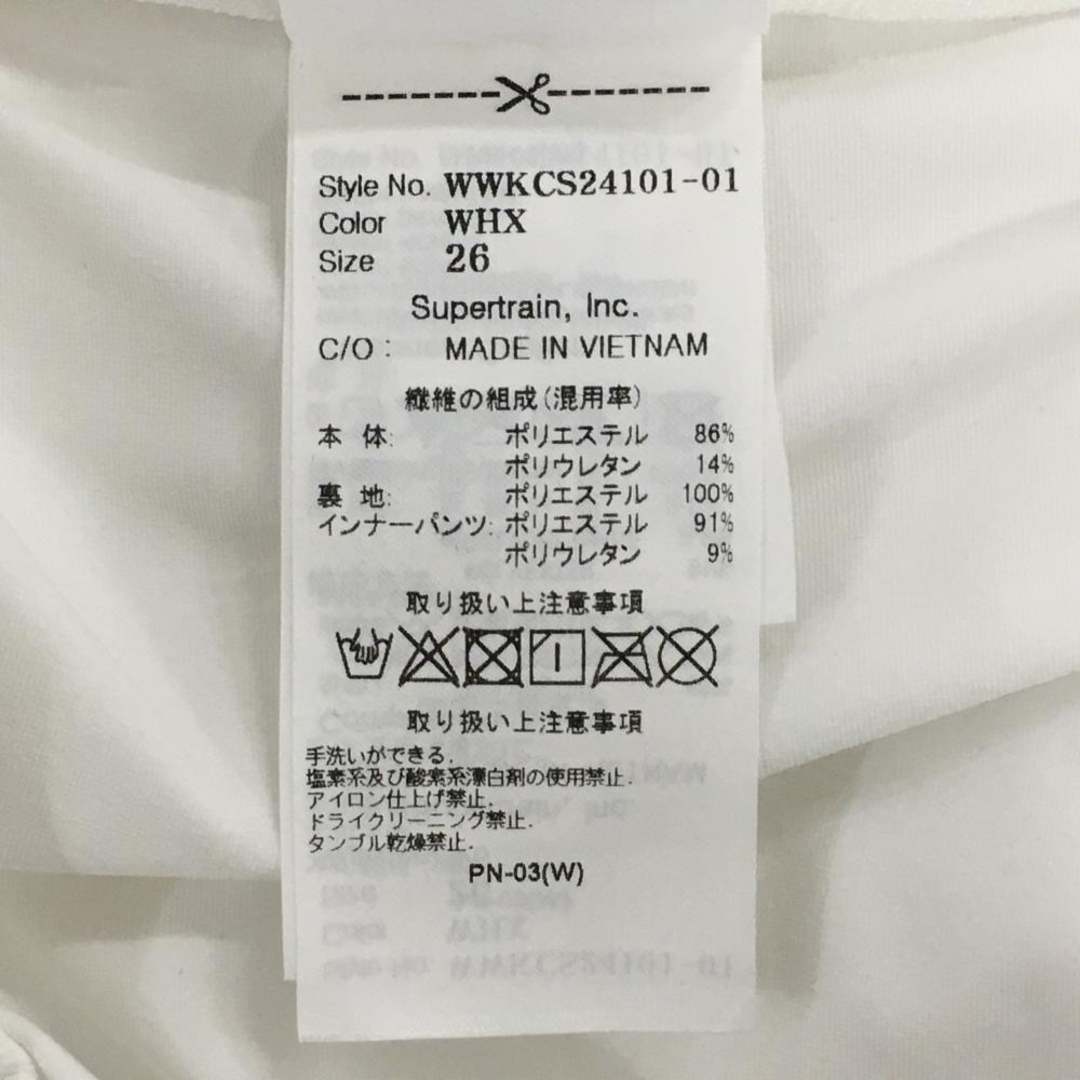 Style No. WWKCS24101-01
Color WHX
Size 26
Supertrain, Inc.
C/O : MADE IN VIETNAM
繊維の組成(混用率)
本 体: ポリエステル 86%
ポリウレタン 14%
裏 地: ポリエステル 100%
インナーパンツ: ポリエステル 91%
ポリウレタン 9%
取り扱い上注意事項
取り扱い上注意事項
手洗いができる.
塩素系及び酸素系漂白剤の使用禁止.
アイロン仕上げ禁止.
ドライクリーニング禁止.
タンブル乾燥禁止.
PN-03(W)